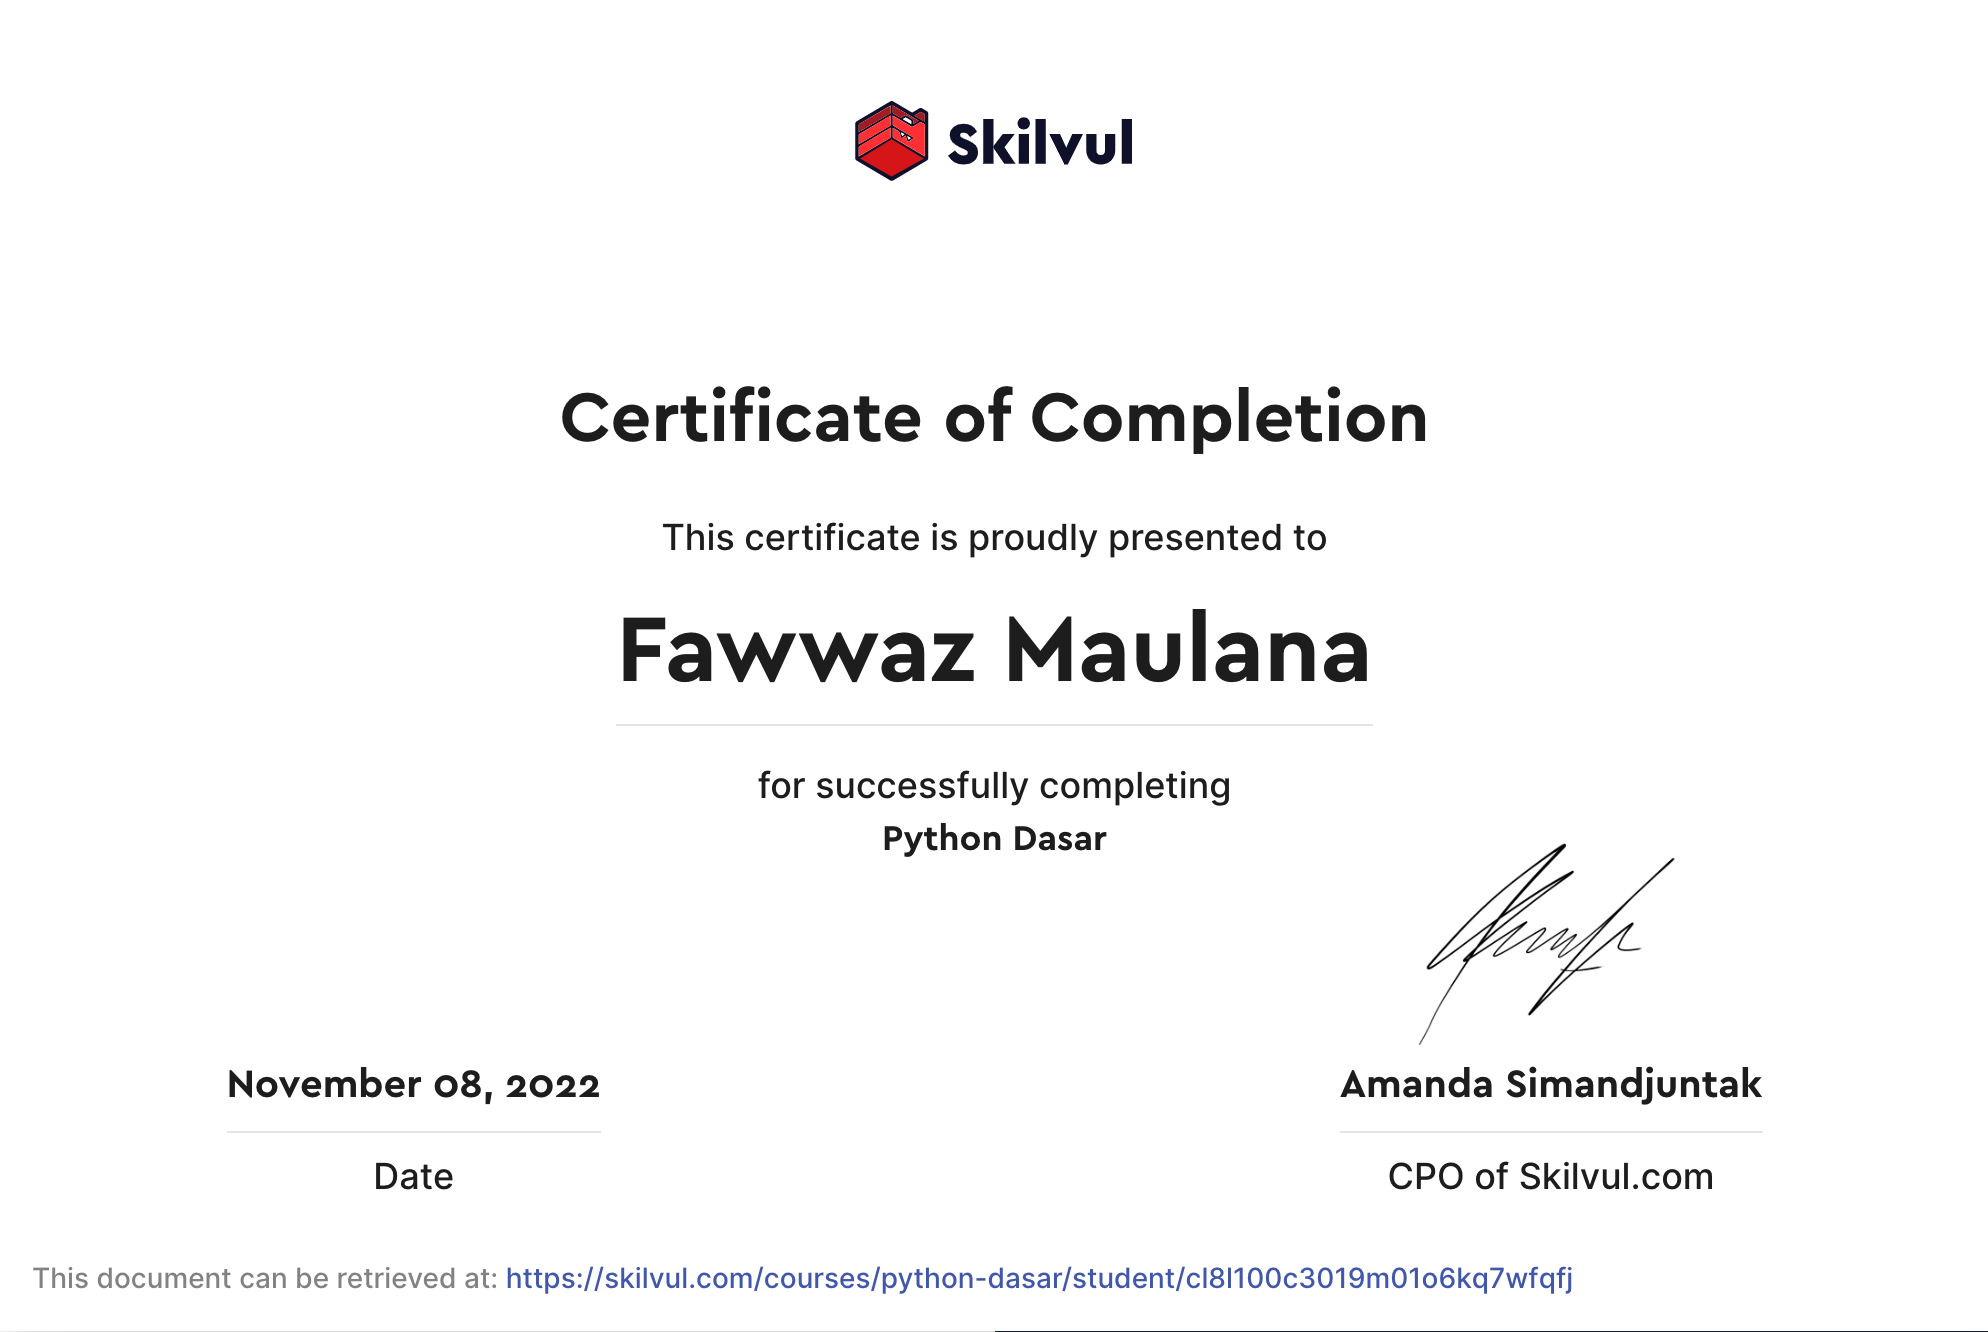 Skilvul
Certificate of Completion
This certificate is proudly presented to
Fawwaz Maulana
for successfully completing
Python Dasar
November 08, 2022
Date
Amanda Simandjuntak
CPO of Skilvul.com
This document can be retrieved at: https://skilvul.com/courses/python-dasar/student/cl8l100c3019m01o6kq7wfqfj